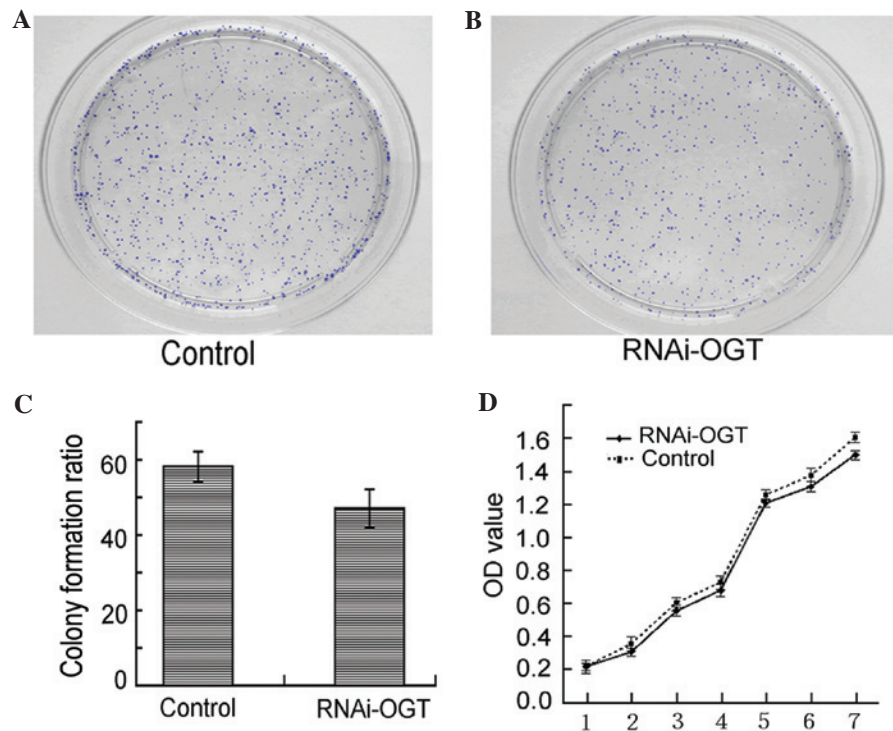 A
B
Control
RNAi-OGT
C
Colony formation ratio
60
40
20
0
Control
RNAi-OGT
D
OD value
1.6
1.4
1.2
1.0
0.8
0.6
0.4
0.2
0.0
RNAi-OGT
Control
1 2 3 4 5 6 7